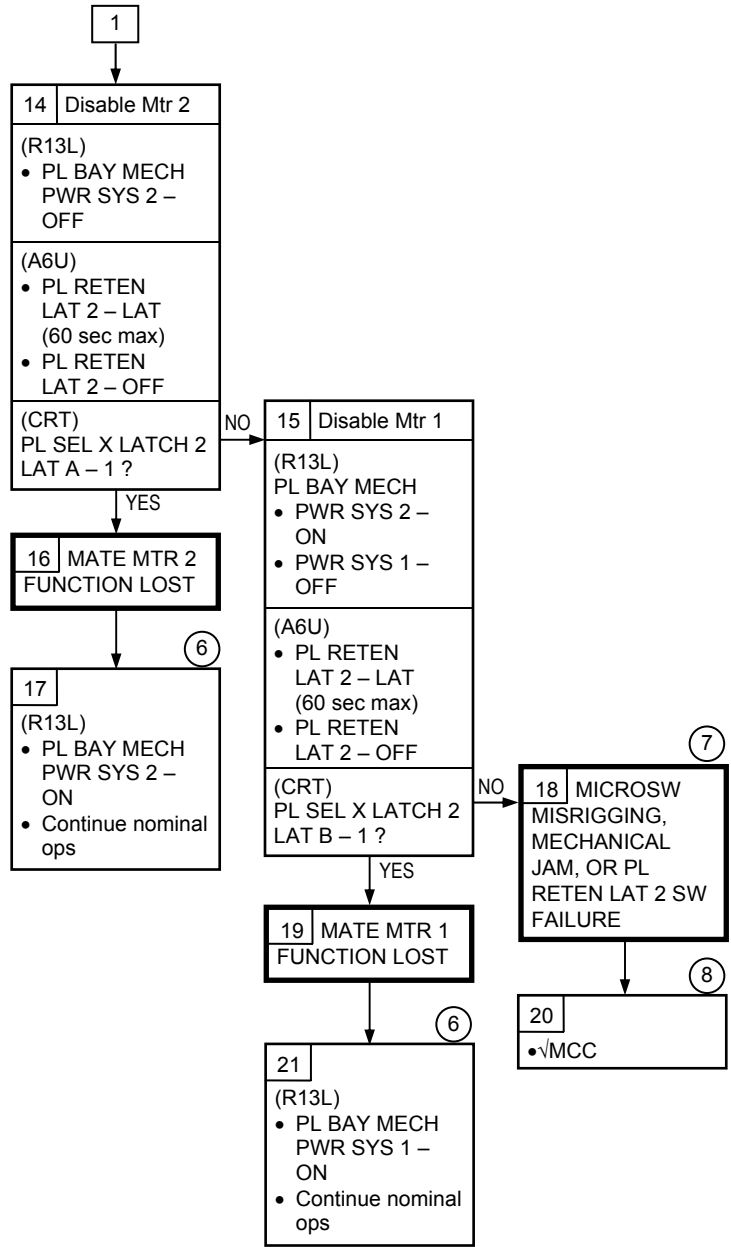 1
14 Disable Mtr 2
(R13L)
• PL BAY MECH
PWR SYS 2 –
OFF
(A6U)
• PL RETEN
LAT 2 – LAT
(60 sec max)
• PL RETEN
LAT 2 – OFF
(CRT)
PL SEL X LATCH 2
LAT A – 1 ?
NO
YES
15 Disable Mtr 1
(R13L)
PL BAY MECH
• PWR SYS 2 –
ON
• PWR SYS 1 –
OFF
(A6U)
• PL RETEN
LAT 2 – LAT
(60 sec max)
• PL RETEN
LAT 2 – OFF
(CRT)
PL SEL X LATCH 2
LAT B – 1 ?
NO
YES
16 MATE MTR 2
FUNCTION LOST
6
17
(R13L)
• PL BAY MECH
PWR SYS 2 –
ON
• Continue nominal
ops
7
18 MICROSW
MISRIGGING,
MECHANICAL
JAM, OR PL
RETEN LAT 2 SW
FAILURE
19 MATE MTR 1
FUNCTION LOST
8
20
•√MCC
6
21
(R13L)
• PL BAY MECH
PWR SYS 1 –
ON
• Continue nominal
ops